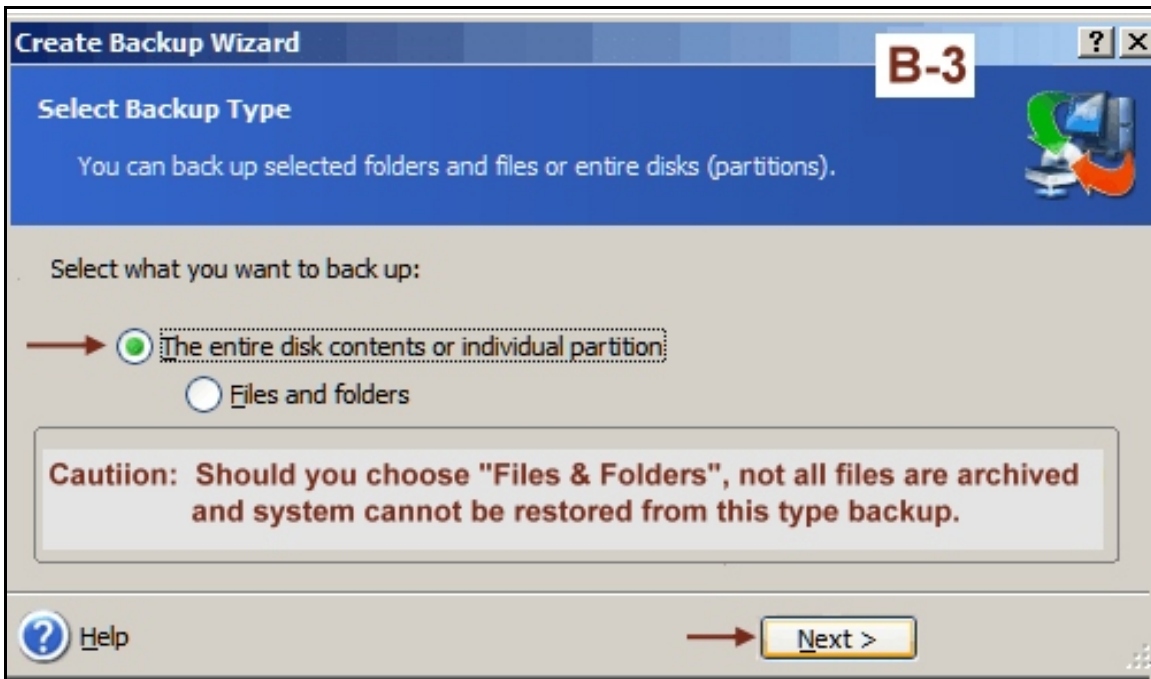 Create Backup Wizard
B-3
Select Backup Type
You can back up selected folders and files or entire disks (partitions).
Select what you want to back up:
The entire disk contents or individual partition
Files and folders
Cautiion: Should you choose "Files & Folders", not all files are archived
and system cannot be restored from this type backup.
Help
Next >